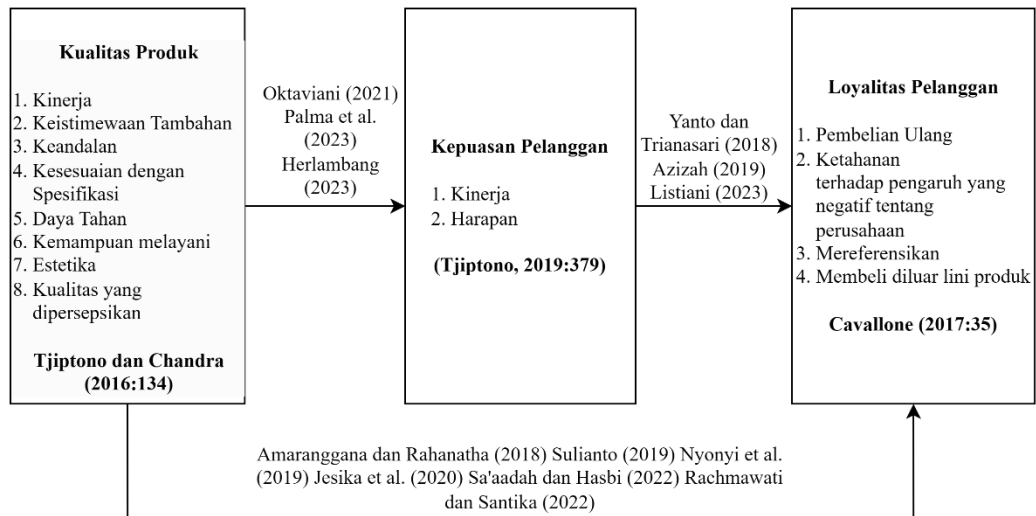 Kualitas Produk
1. Kinerja
2. Keistimewaan Tambahan
3. Keandalan
4. Kesesuaian dengan
Spesifikasi
5. Daya Tahan
6. Kemampuan melayani
7. Estetika
8. Kualitas yang
dipersepsikan
Tjiptono dan Chandra
(2016:134)
Oktaviani (2021)
Palma et al.
(2023)
Herlambang
(2023)
Kepuasan Pelanggan
1. Kinerja
2. Harapan
(Tjiptono, 2019:379)
Yanto dan
Trianasari (2018)
Azizah (2019)
Listiani (2023)
Loyalitas Pelanggan
1. Pembelian Ulang
2. Ketahanan
terhadap pengaruh yang
negatif tentang
perusahaan
3. Mereferensikan
4. Membeli diluar lini produk
Cavallone (2017:35)
Amaranggana dan Rahanatha (2018) Sulianto (2019) Nyonyi et al.
(2019) Jesika et al. (2020) Sa'aadah dan Hasbi (2022) Rachmawati
dan Santika (2022)